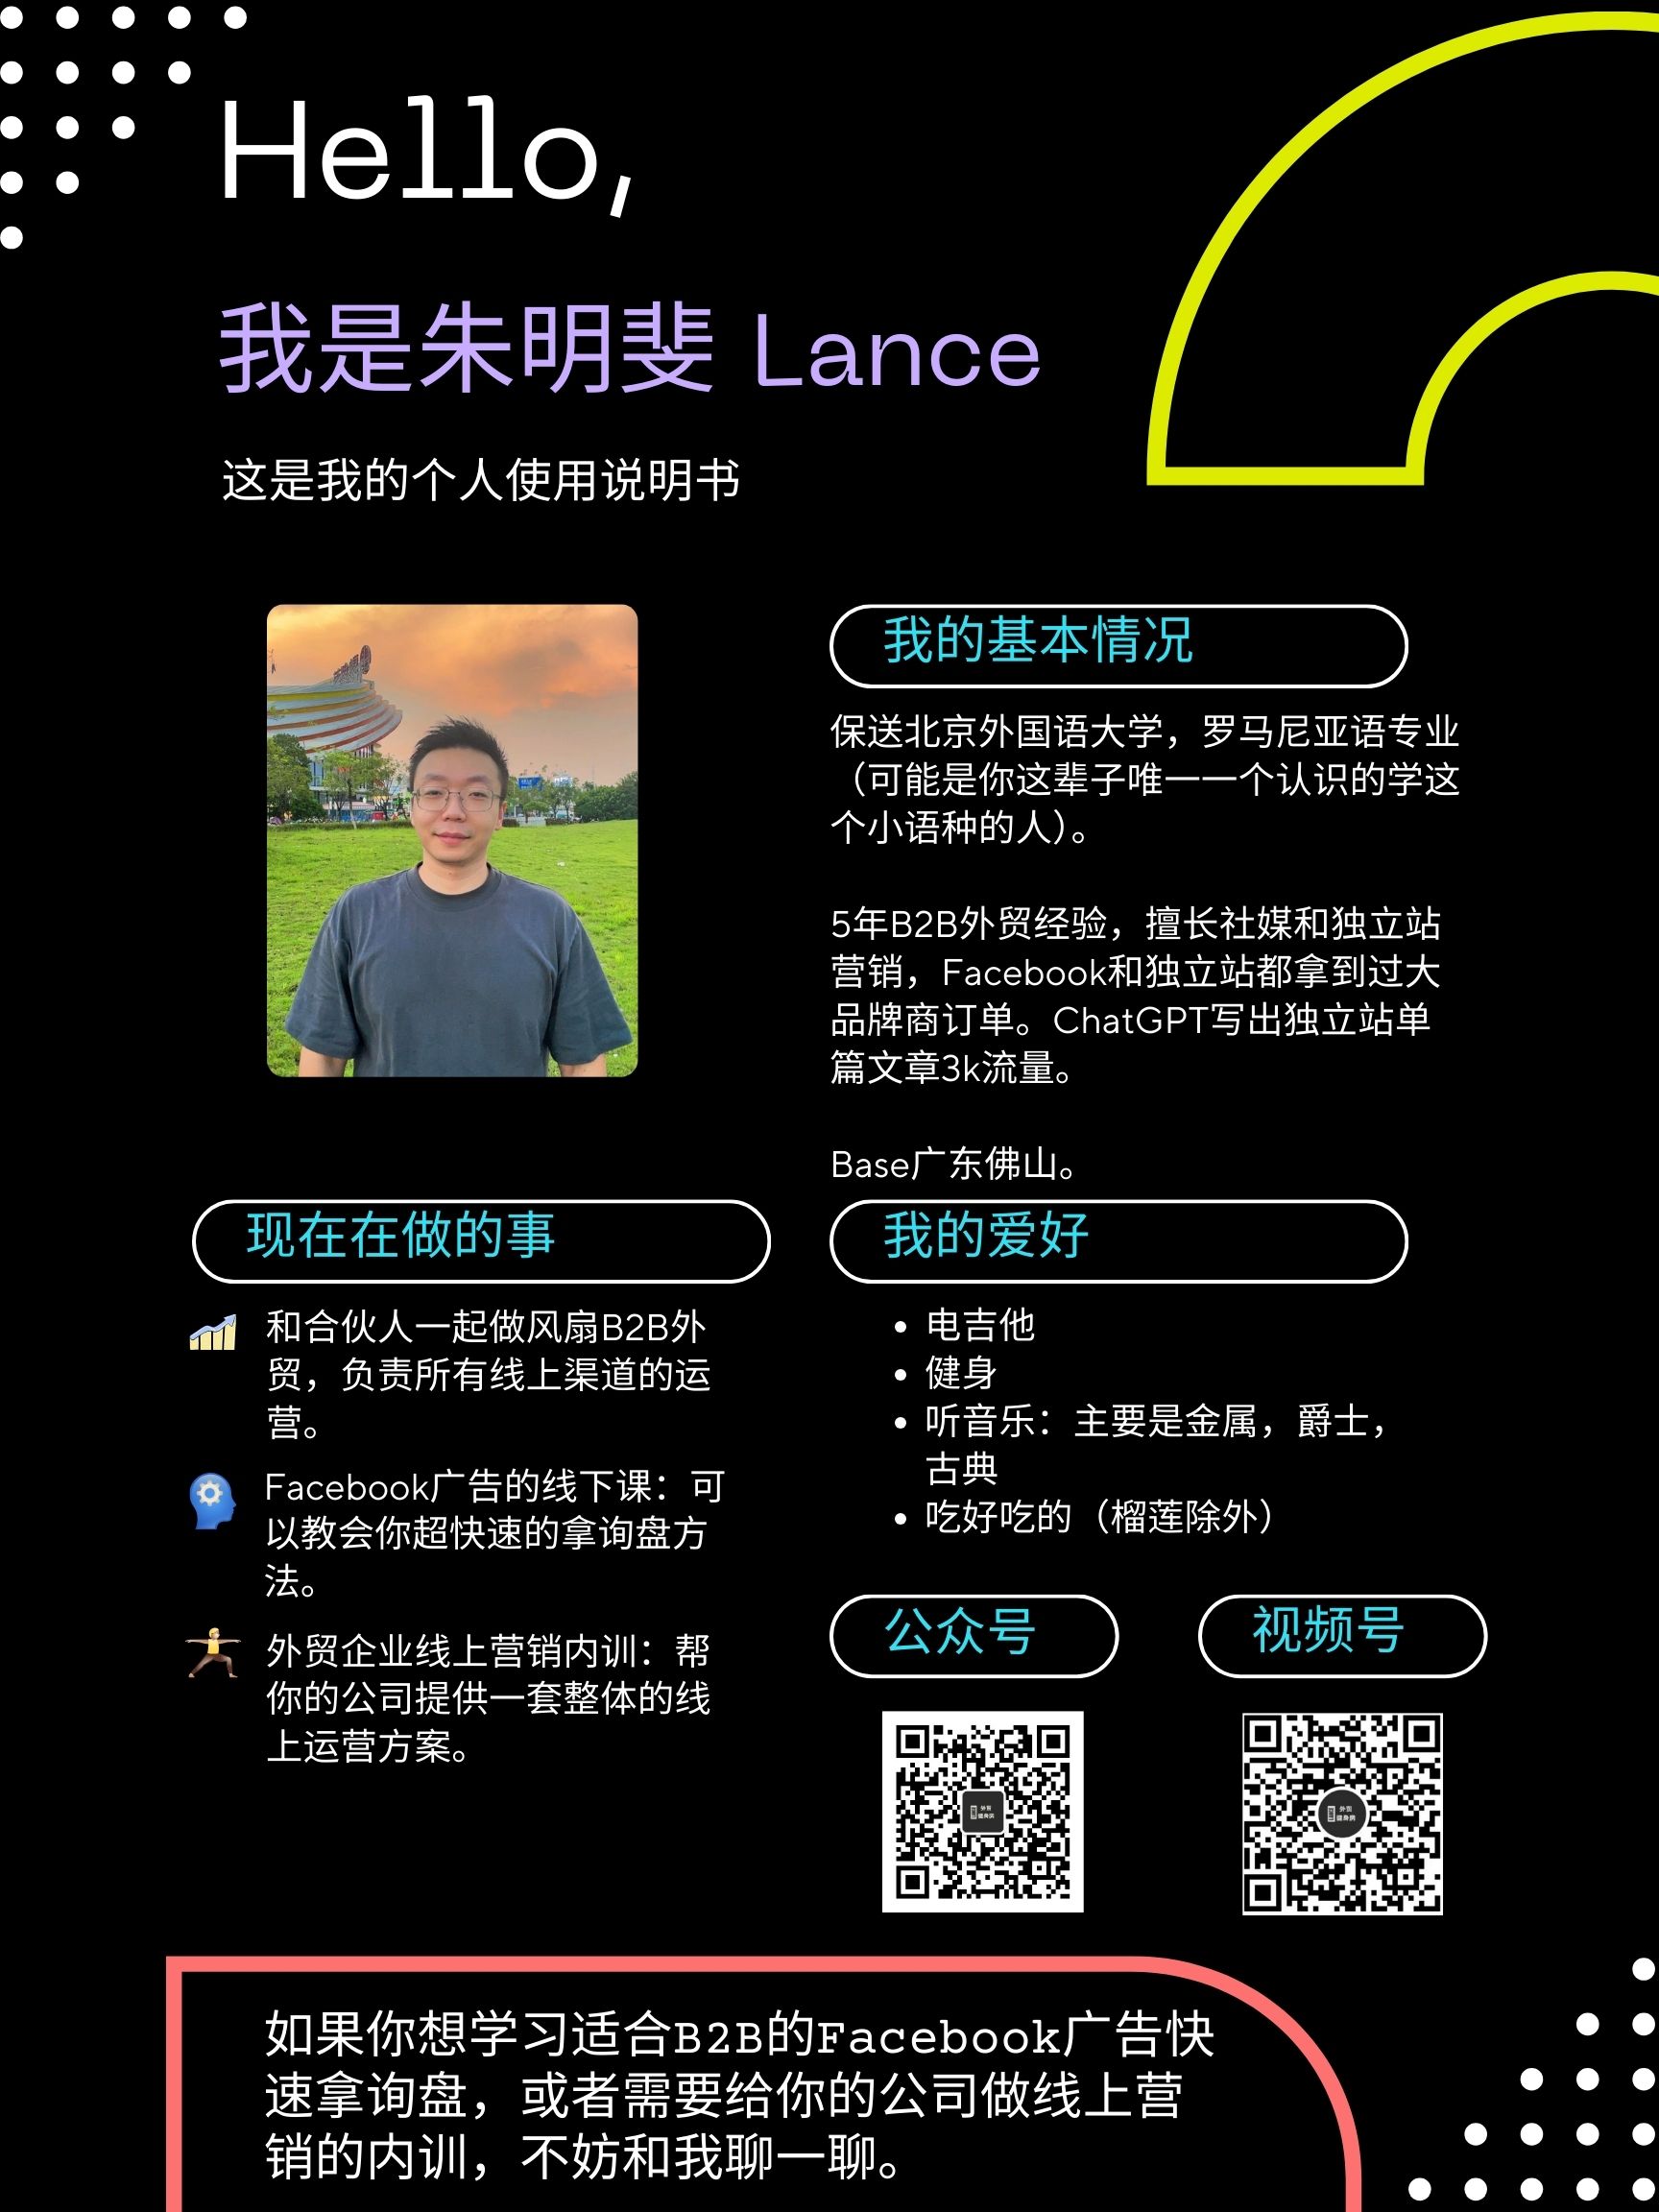 Hello,
我是朱明斐 Lance
这是我的个人使用说明书
我的基本情况
保送北京外国语大学，罗马尼亚语专业
（可能是你这辈子唯一一个认识的学这
个小语种的人）。
5年B2B外贸经验，擅长社媒和独立站
营销，Facebook和独立站都拿到过大
品牌商订单。ChatGPT写出独立站单
篇文章3k流量。
Base广东佛山。
现在在做的事
和合伙人一起做风扇B2B外
贸，负责所有线上渠道的运
营。
Facebook广告的线下课：可
以教会你超快速的拿询盘方
法。
外贸企业线上营销内训：帮
你的公司提供一套整体的线
上运营方案。
我的爱好
电吉他
健身
听音乐：主要是金属，爵士，
古典
吃好吃的（榴莲除外）
公众号
视频号
外贸
健身房
外贸
健身房
如果你想学习适合B2B的Facebook广告快
速拿询盘，或者需要给你的公司做线上营
销的内训，不妨和我聊一聊。